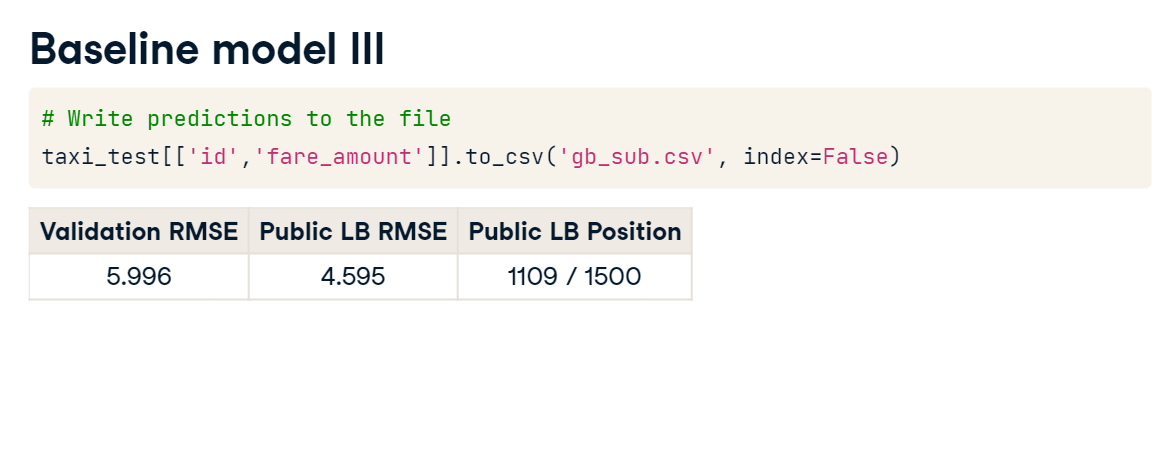 Baseline model III
# Write predictions to the file
taxi_test[['id','fare_amount']].to_csv('gb_sub.csv', index=False)
Validation RMSE Public LB RMSE Public LB Position
5.996 4.595 1109 / 1500